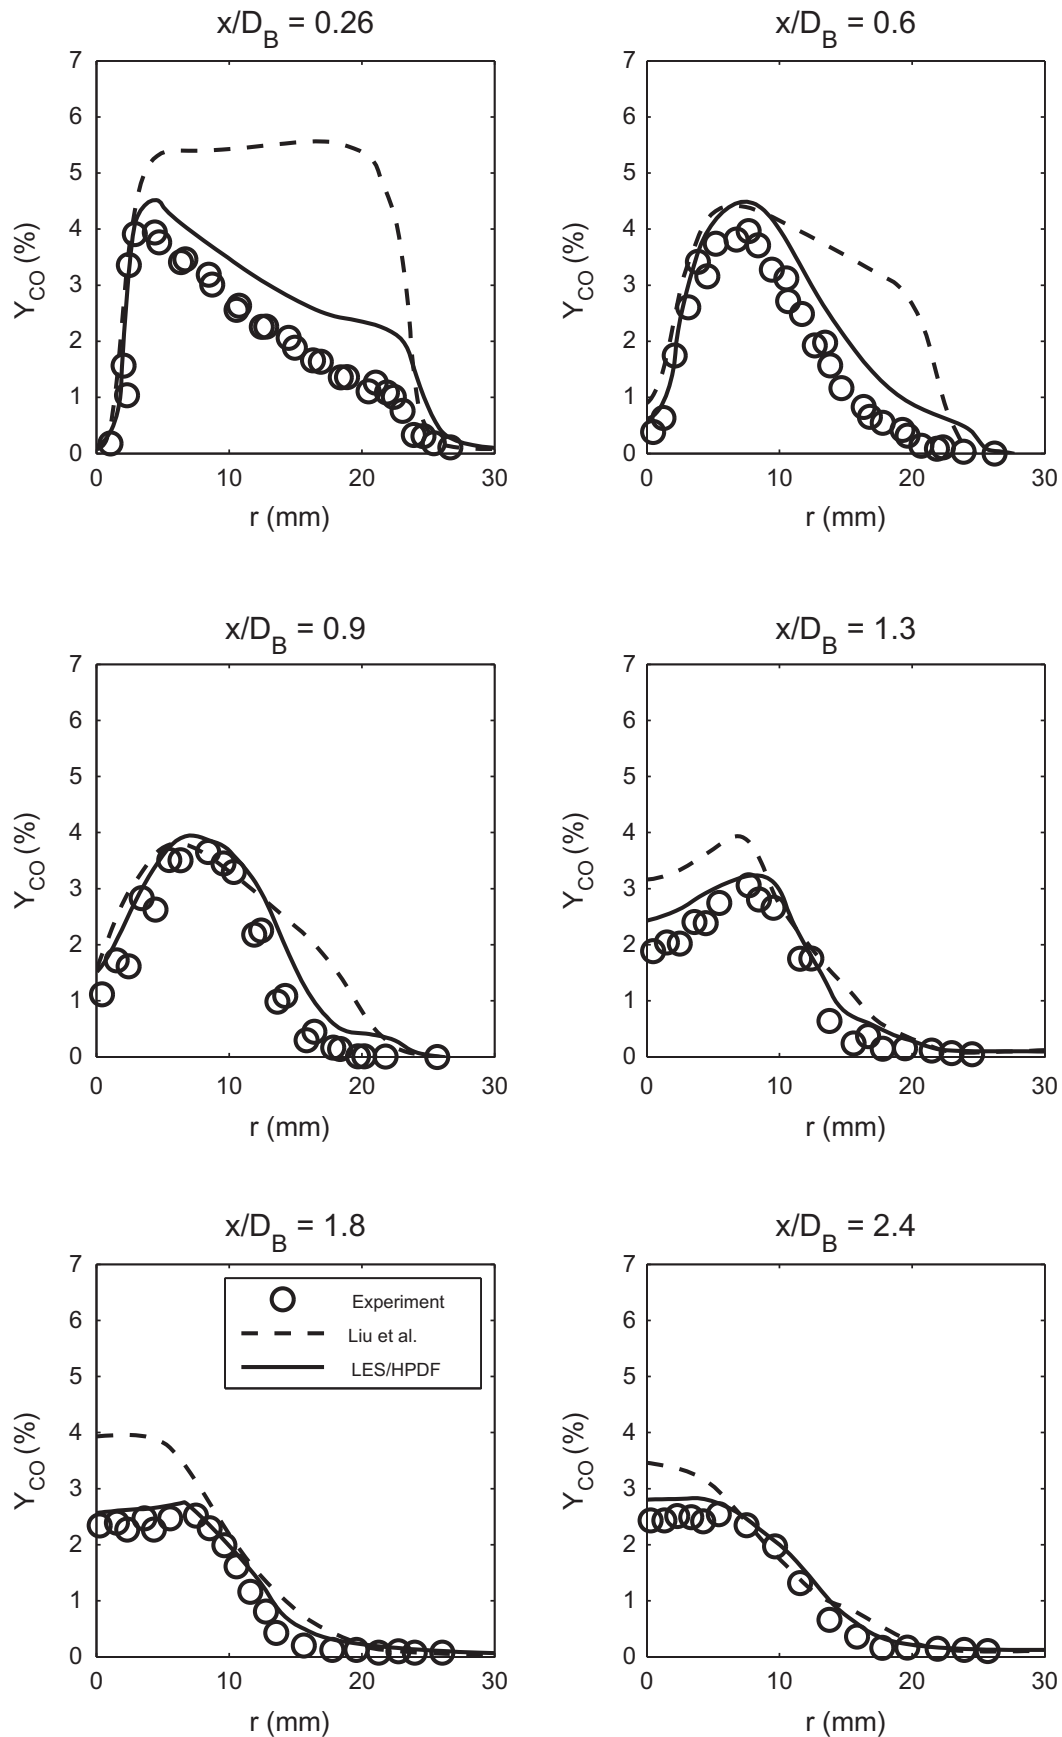 x/D_B = 0.26
7
6
5
4
3
2
1
0
Y_CO (%)
0 10 20 30
r (mm)
x/D_B = 0.6
7
6
5
4
3
2
1
0
Y_CO (%)
0 10 20 30
r (mm)
x/D_B = 0.9
7
6
5
4
3
2
1
0
Y_CO (%)
0 10 20 30
r (mm)
x/D_B = 1.3
7
6
5
4
3
2
1
0
Y_CO (%)
0 10 20 30
r (mm)
x/D_B = 1.8
7
6
5
4
3
2
1
0
Y_CO (%)
Experiment
Liu et al.
LES/HPDF
0 10 20 30
r (mm)
x/D_B = 2.4
7
6
5
4
3
2
1
0
Y_CO (%)
0 10 20 30
r (mm)